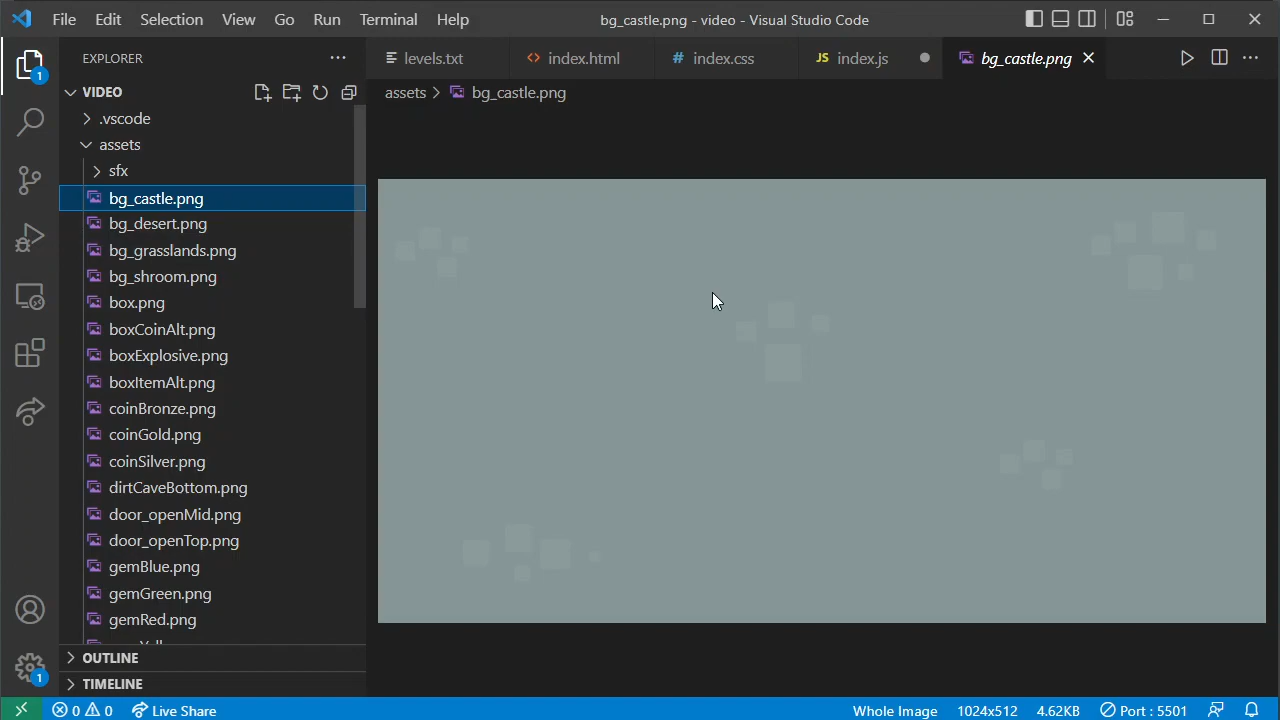 File Edit Selection View Go Run Terminal Help
bg_castle.png - video - Visual Studio Code
EXPLORER
levels.txt
index.html
index.css
JS index.js
bg_castle.png
VIDEO
assets > bg_castle.png
.vscode
assets
sfx
bg_castle.png
bg_desert.png
bg_grasslands.png
bg_shroom.png
box.png
boxCoinAlt.png
boxExplosive.png
boxItemAlt.png
coinBronze.png
coinGold.png
coinSilver.png
dirtCaveBottom.png
door_openMid.png
door_openTop.png
gemBlue.png
gemGreen.png
gemRed.png
OUTLINE
TIMELINE
1
1
0 0 Live Share
Whole Image 1024x512 4.62KB Port : 5501